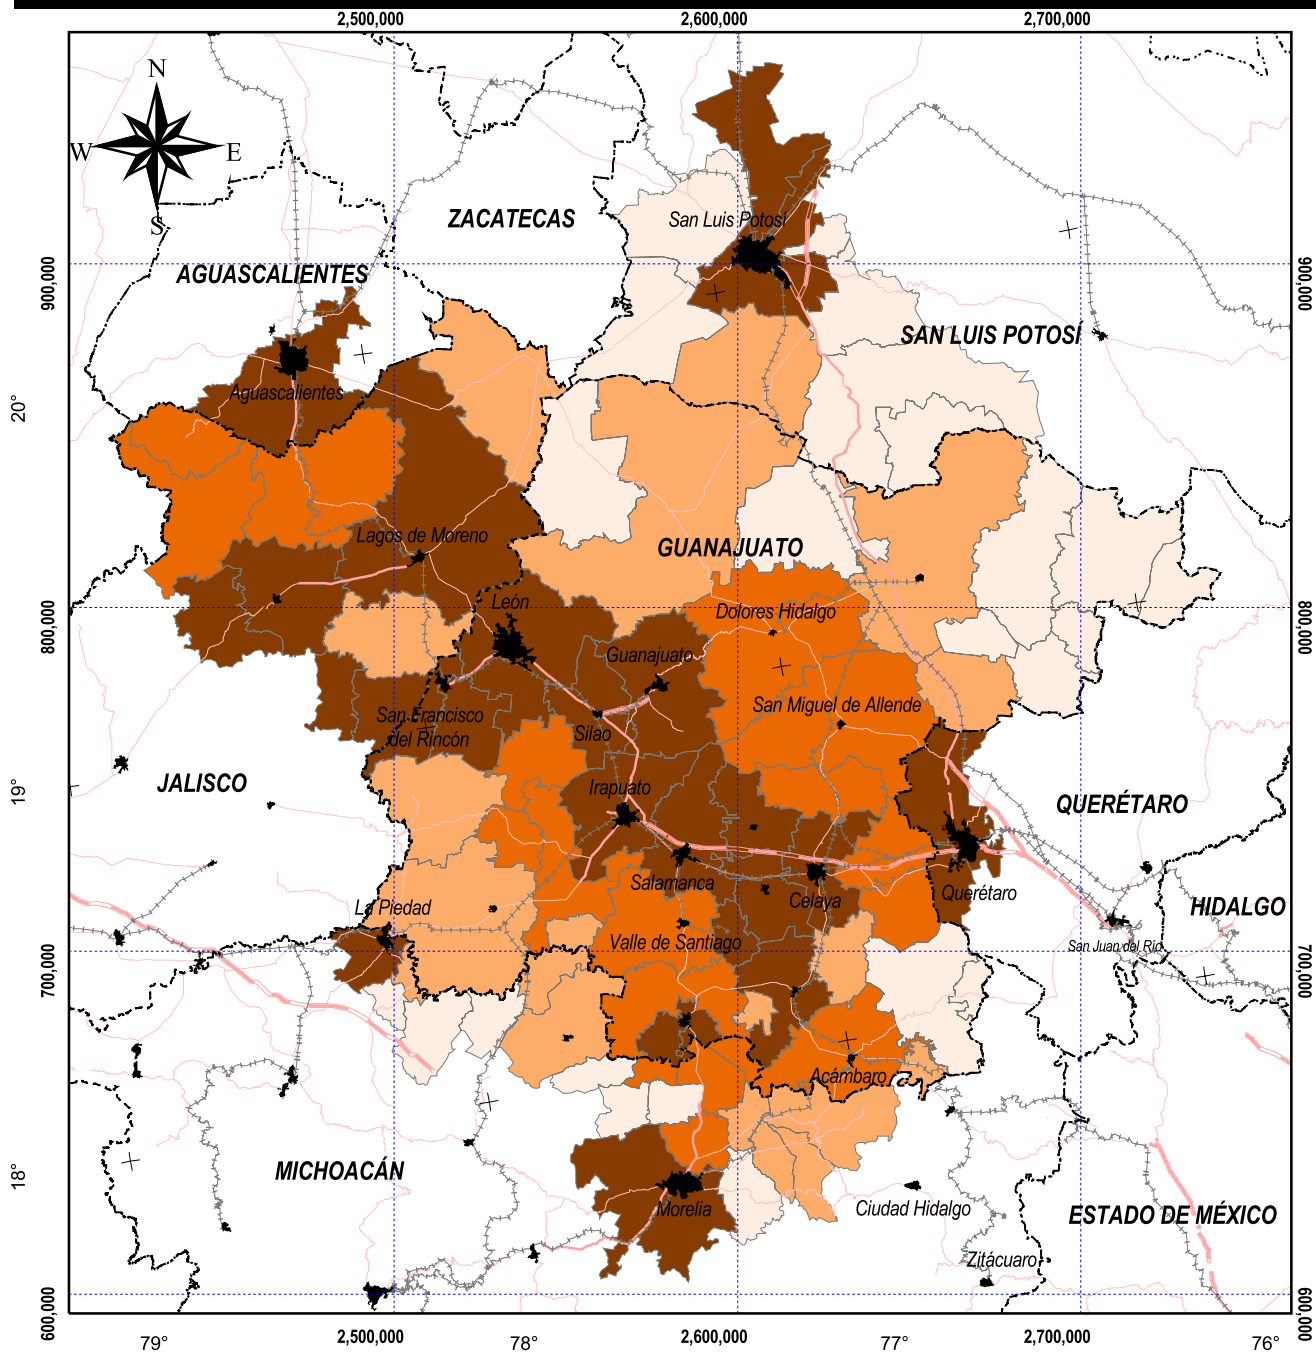 2,500,000
2,600,000
2,700,000
N
W
E
S
ZACATECAS
San Luis Potosí
AGUASCALIENTES
900,000
900,000
SAN LUIS POTOSÍ
Aguascalientes
20°
Lagos de Moreno
GUANAJUATO
León
Dolores Hidalgo
800,000
800,000
Guanajuato
San Francisco
del Rincón
San Miguel de Allende
Silao
JALISCO
19°
Irapuato
QUERÉTARO
Salamanca
Celaya
Querétaro
La Piedad
HIDALGO
Valle de Santiago
San Juan del Río
700,000
700,000
Acámbaro
MICHOACÁN
18°
Morelia
Ciudad Hidalgo
ESTADO DE MÉXICO
Zitácuaro
600,000
600,000
79°
2,500,000
78°
2,600,000
77°
2,700,000
76°